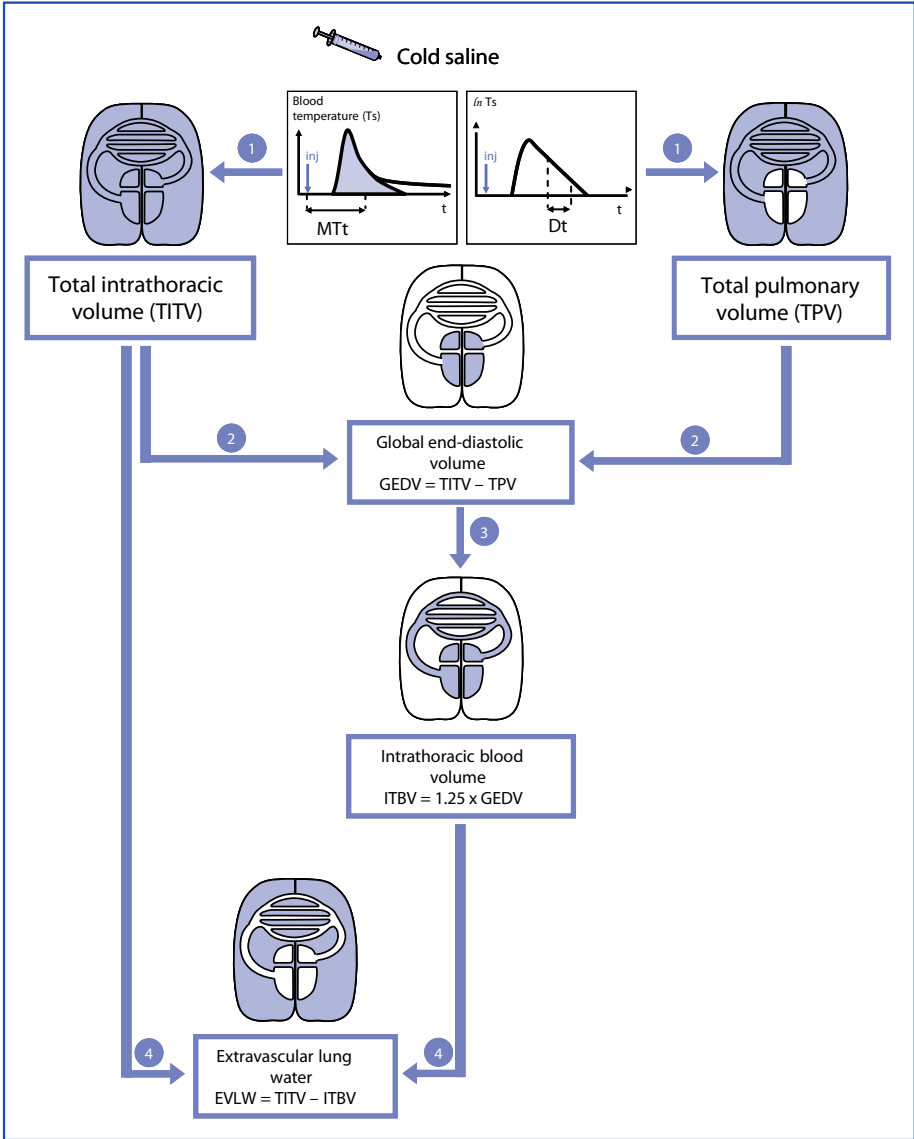 Cold saline
Blood
temperature (Ts)
inj
t
MTt
ln Ts
inj
t
Dt
1
1
Total intrathoracic
volume (TITV)
Total pulmonary
volume (TPV)
2
2
Global end-diastolic
volume
GEDV = TITV – TPV
3
Intrathoracic blood
volume
ITBV = 1.25 x GEDV
4
4
Extravascular lung
water
EVLW = TITV – ITBV